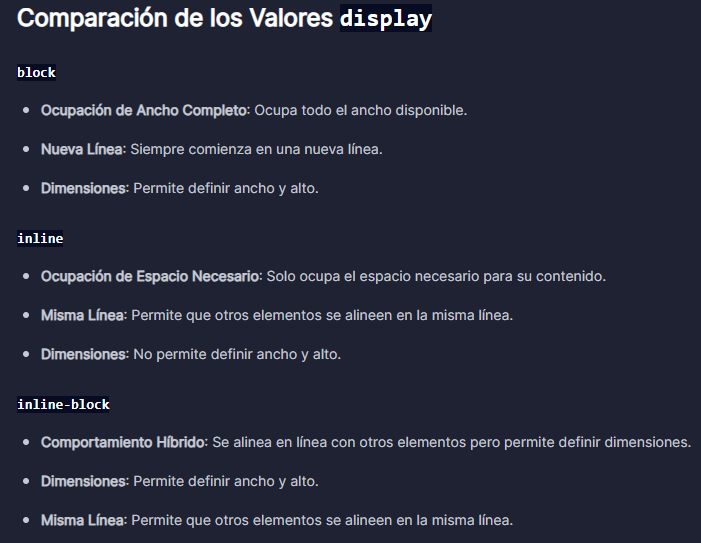 Comparación de los Valores display
block
• Ocupación de Ancho Completo: Ocupa todo el ancho disponible.
• Nueva Línea: Siempre comienza en una nueva línea.
• Dimensiones: Permite definir ancho y alto.
inline
• Ocupación de Espacio Necesario: Solo ocupa el espacio necesario para su contenido.
• Misma Línea: Permite que otros elementos se alineen en la misma línea.
• Dimensiones: No permite definir ancho y alto.
inline-block
• Comportamiento Híbrido: Se alinea en línea con otros elementos pero permite definir dimensiones.
• Dimensiones: Permite definir ancho y alto.
• Misma Línea: Permite que otros elementos se alineen en la misma línea.